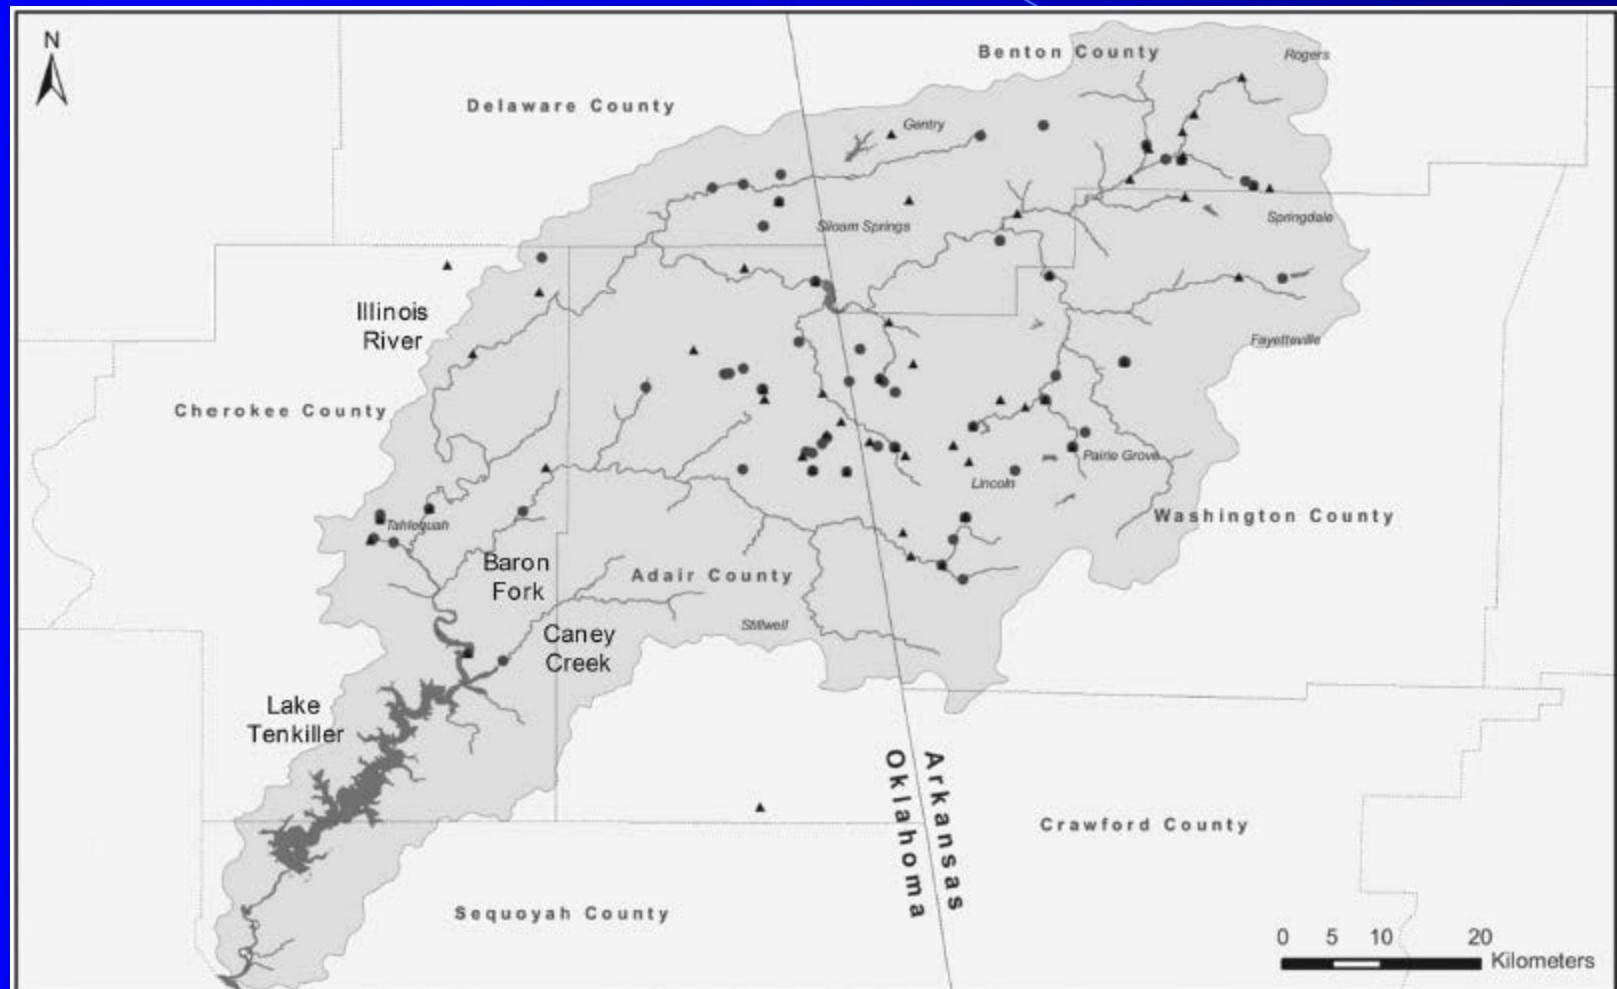 N
Benton County
Rogers
Delaware County
Gentry
Siloam Springs
Springdale
Illinois
River
Fayetteville
Cherokee County
Pairie Grove
Lincoln
Tahlequah
Washington County
Baron
Fork
Adair County
Stillwell
Caney
Creek
Lake
Tenkiller
Oklahoma
Arkansas
Crawford County
Sequoyah County
0 5 10 20
Kilometers